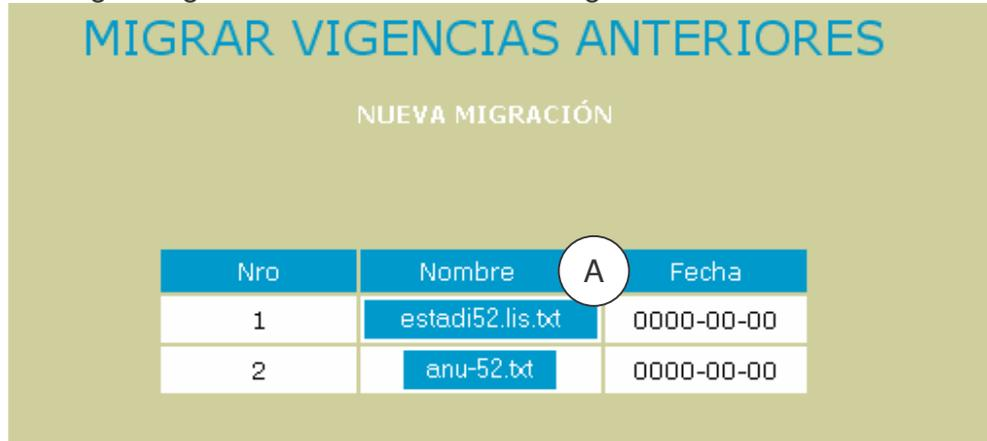 MIGRAR VIGENCIAS ANTERIORES
NUEVA MIGRACIÓN
Nro Nombre A Fecha
1 estadi52.lis.txt 0000-00-00
2 anu-52.txt 0000-00-00